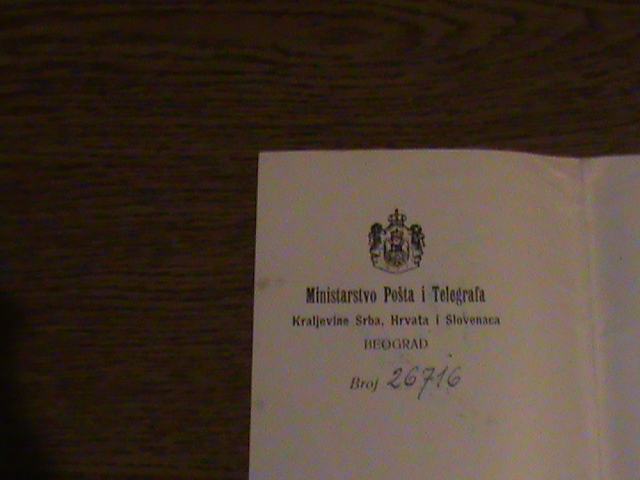 Ministarstvo Pošta i Telegrafa
Kraljevine Srba, Hrvata i Slovenaca
BEOGRAD
Broj 26716